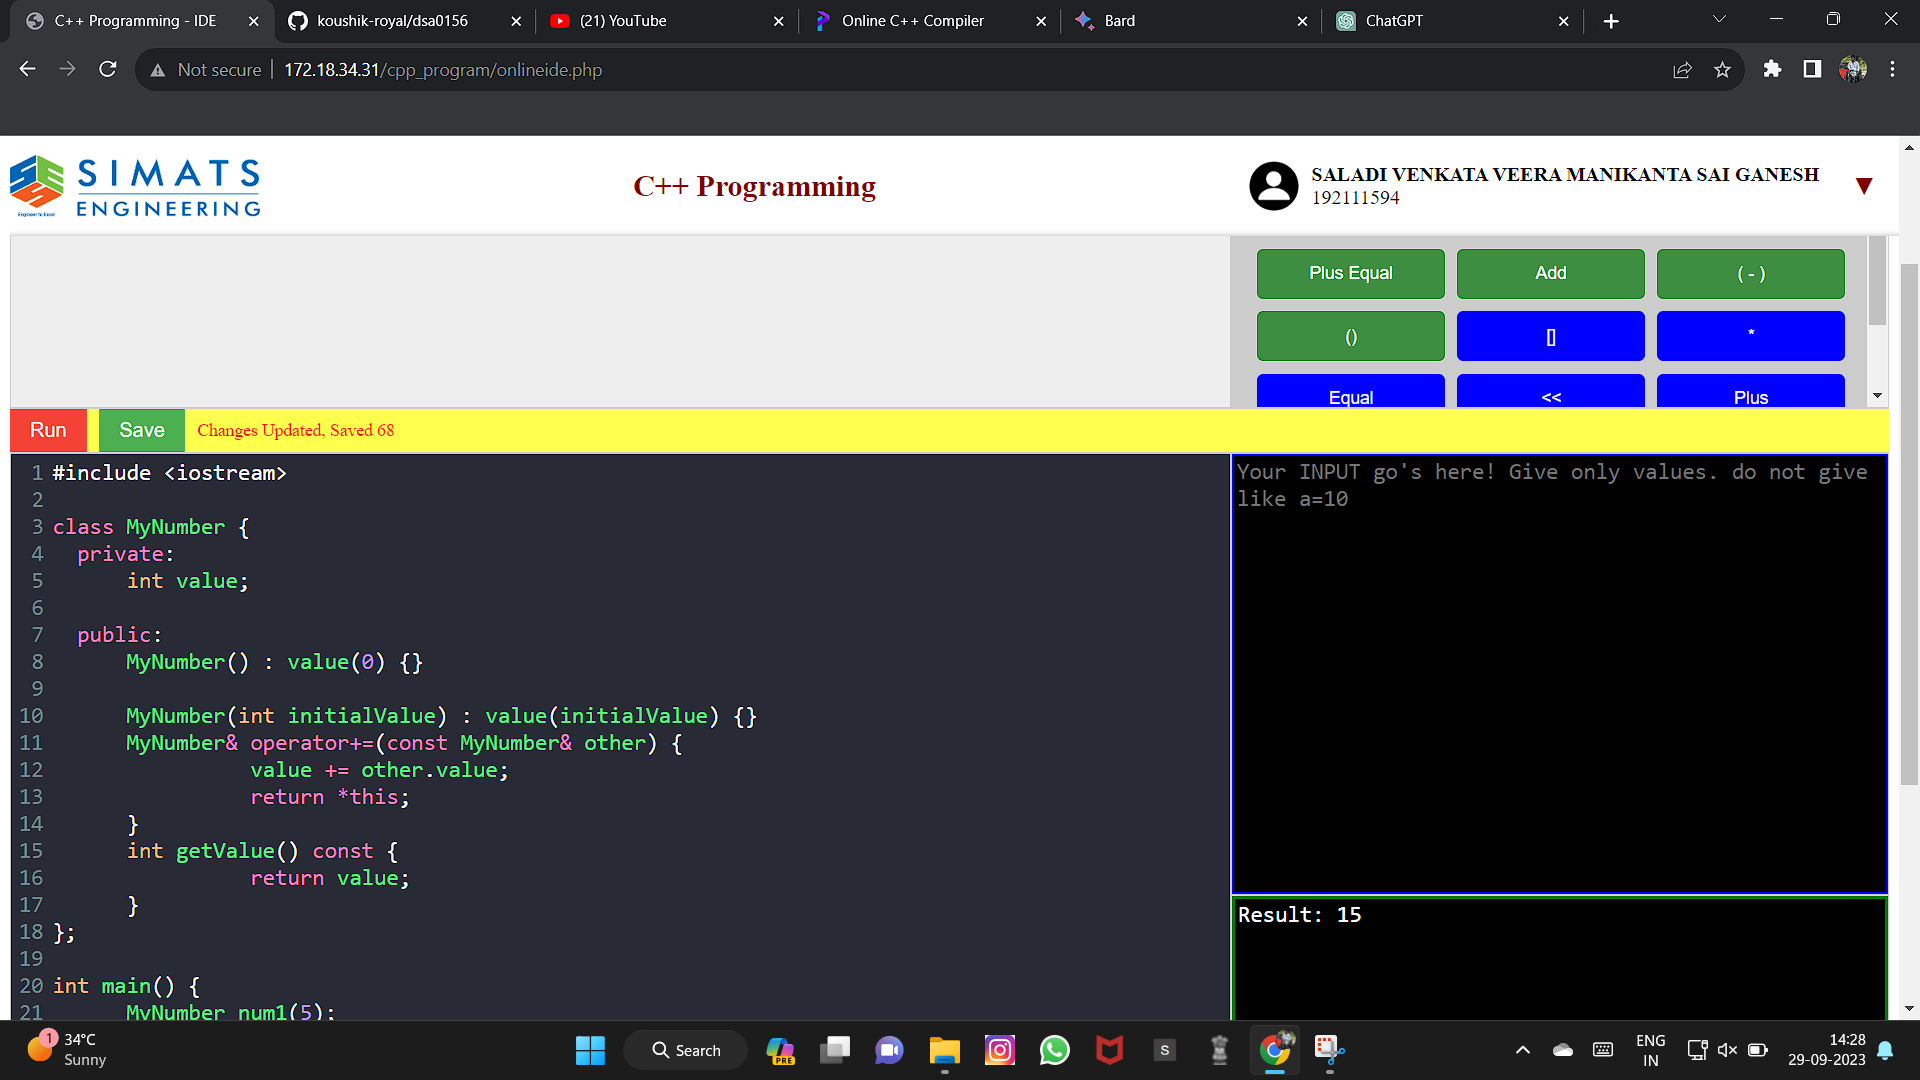 C++ Programming - IDE
koushik-royal/dsa0156
(21) YouTube
Online C++ Compiler
Bard
ChatGPT
Not secure
172.18.34.31/cpp_program/onlineide.php
SIMATS
ENGINEERING
Engineer to Excel
C++ Programming
SALADI VENKATA VEERA MANIKANTA SAI GANESH
192111594
Plus Equal
Add
( - )
()
[]
*
Equal
<<
Plus
Run
Save
Changes Updated, Saved 68
1 #include <iostream>
2
3 class MyNumber {
4   private:
5       int value;
6
7   public:
8       MyNumber() : value(0) {}
9
10       MyNumber(int initialValue) : value(initialValue) {}
11       MyNumber& operator+=(const MyNumber& other) {
12                 value += other.value;
13                 return *this;
14       }
15       int getValue() const {
16                 return value;
17       }
18 };
19
20 int main() {
21       MyNumber num1(5);
Your INPUT go's here! Give only values. do not give
like a=10
Result: 15
1
34°C
Sunny
Search
PRE
S
ENG
IN
14:28
29-09-2023